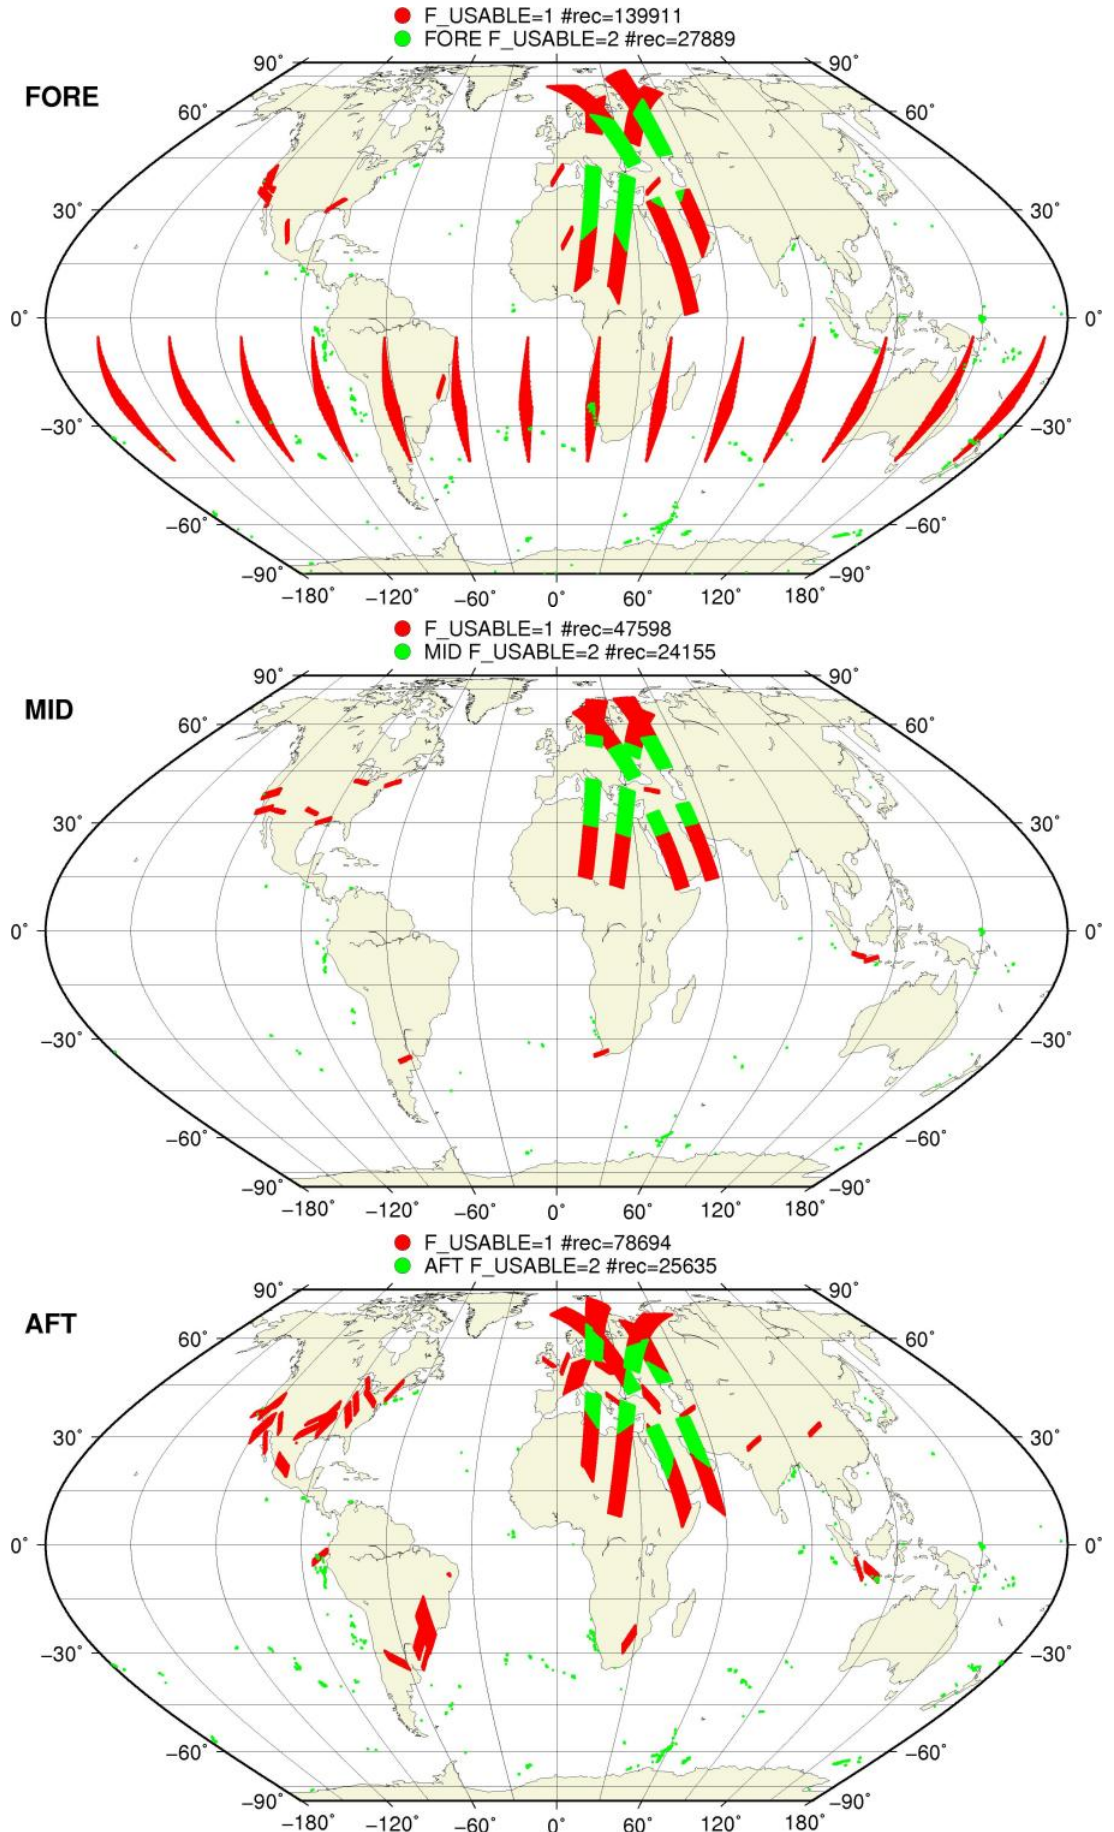 F_USABLE=1 #rec=139911
FORE F_USABLE=2 #rec=27889
FORE
90° 90°
60° 60°
30° 30°
0° 0°
−30° −30°
−60° −60°
−90° −90°
−180° −120° −60° 0° 60° 120° 180°
F_USABLE=1 #rec=47598
MID F_USABLE=2 #rec=24155
MID
90° 90°
60° 60°
30° 30°
0° 0°
−30° −30°
−60° −60°
−90° −90°
−180° −120° −60° 0° 60° 120° 180°
F_USABLE=1 #rec=78694
AFT F_USABLE=2 #rec=25635
AFT
90° 90°
60° 60°
30° 30°
0° 0°
−30° −30°
−60° −60°
−90° −90°
−180° −120° −60° 0° 60° 120° 180°